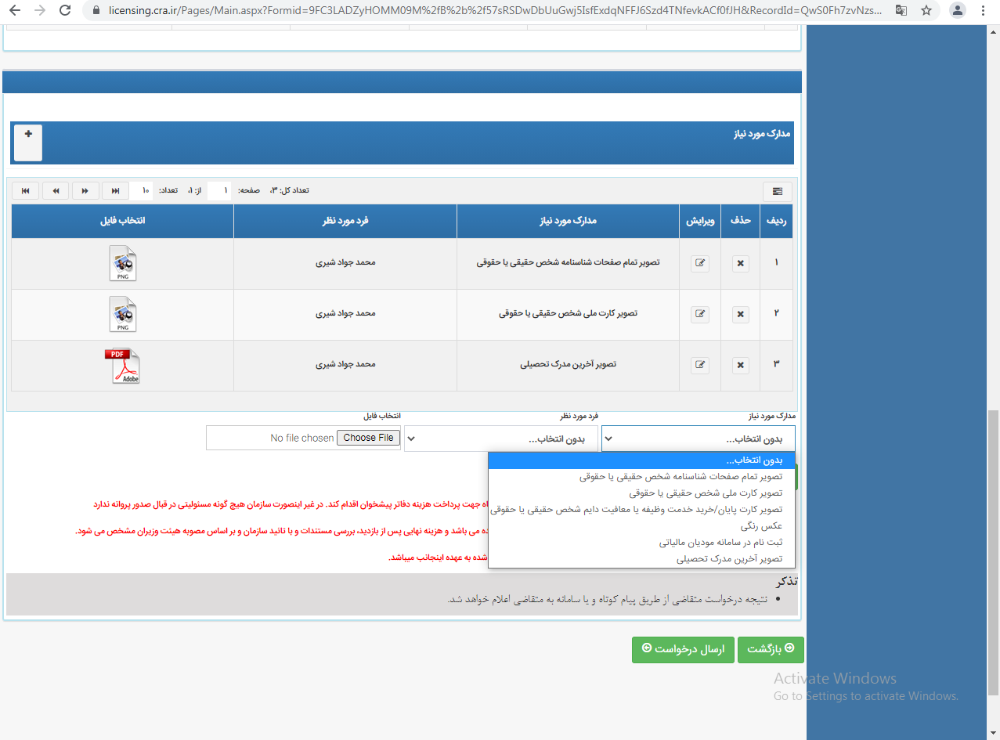 licensing.cra.ir/Pages/Main.aspx?Formid=9FC3LADZyHOMM09M%2fB%2b%2f57sRSDwDbUuGwj5IsfExdqNFFJ6Szd4TNfevkACf0fJH&RecordId=QwS0Fh7zvNzs...
مدارک مورد نیاز
+
تعداد کل: ۳، صفحه: ۱ از: ۱، تعداد: ۱۰
ردیف حذف ویرایش مدارک مورد نیاز فرد مورد نظر انتخاب فایل
۱ تصویر تمام صفحات شناسنامه شخص حقیقی یا حقوقی محمد جواد شیری PNG
۲ تصویر کارت ملی شخص حقیقی یا حقوقی محمد جواد شیری PNG
۳ تصویر آخرین مدرک تحصیلی محمد جواد شیری PDF Adobe
مدارک مورد نیاز فرد مورد نظر انتخاب فایل
بدون انتخاب... بدون انتخاب... Choose File No file chosen
بدون انتخاب...
تصویر تمام صفحات شناسنامه شخص حقیقی یا حقوقی
تصویر کارت ملی شخص حقیقی یا حقوقی
تصویر کارت پایان/خرید خدمت وظیفه یا معافیت دایم شخص حقیقی یا حقوقی
عکس رنگی
ثبت نام در سامانه مودیان مالیاتی
تصویر آخرین مدرک تحصیلی
جهت پرداخت هزینه دفاتر پیشخوان اقدام کند. در غیر اینصورت سازمان هیچ گونه مسئولیتی در قبال صدور پروانه ندارد
می باشد و هزینه نهایی پس از بازدید، بررسی مستندات و با تائید سازمان و بر اساس مصوبه هیئت وزیران مشخص می شود.
شده به عهده اینجانب میباشد.
تذکر
• نتیجه درخواست متقاضی از طریق پیام کوتاه و یا سامانه به متقاضی اعلام خواهد شد.
بازگشت ارسال درخواست
Activate Windows
Go to Settings to activate Windows.